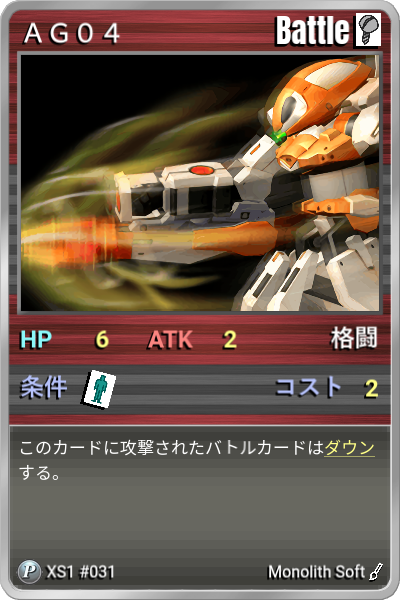 ＡＧ０４ Battle
HP 6 ATK 2 格闘
条件 コスト 2
このカードに攻撃されたバトルカードはダウン
する。
P XS1 #031 Monolith Soft